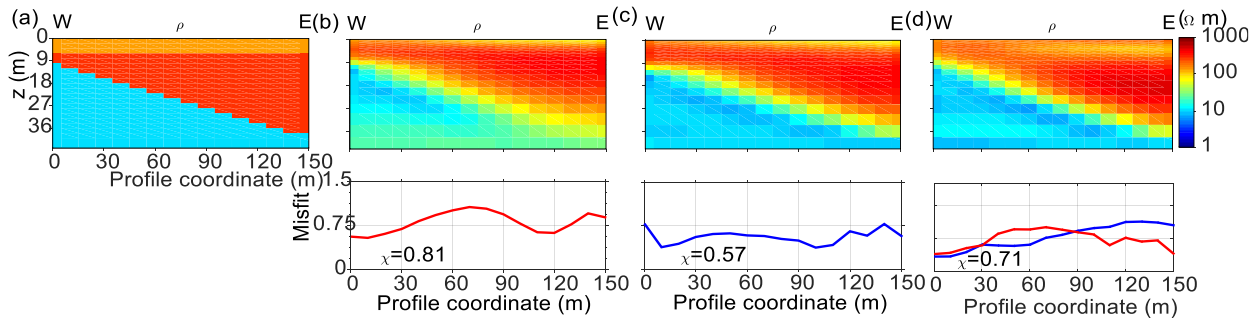 (a) W ρ E
(b) W ρ E
(c) W ρ E
(d) W ρ E
(Ω m)
1000
100
10
1
0
9
18
27
36
z (m)
0 30 60 90 120 150
Profile coordinate (m)
1.5
0.75
0
Misfit
χ=0.81
0 30 60 90 120 150
Profile coordinate (m)
χ=0.57
0 30 60 90 120 150
Profile coordinate (m)
χ=0.71
0 30 60 90 120 150
Profile coordinate (m)